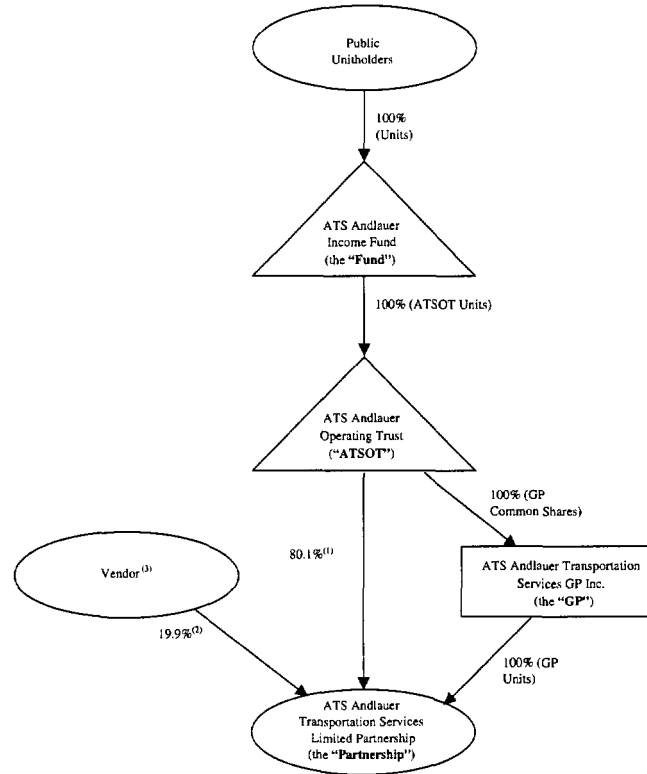 Public
Unitholders
100%
(Units)
ATS Andlauer
Income Fund
(the “Fund”)
100% (ATSOT Units)
ATS Andlauer
Operating Trust
(“ATSOT”)
100% (GP
Common Shares)
80.1%(1)
Vendor(3)
ATS Andlauer Transportation
Services GP Inc.
(the “GP”)
19.9%(2)
100% (GP
Units)
ATS Andlauer
Transportation Services
Limited Partnership
(the “Partnership”)